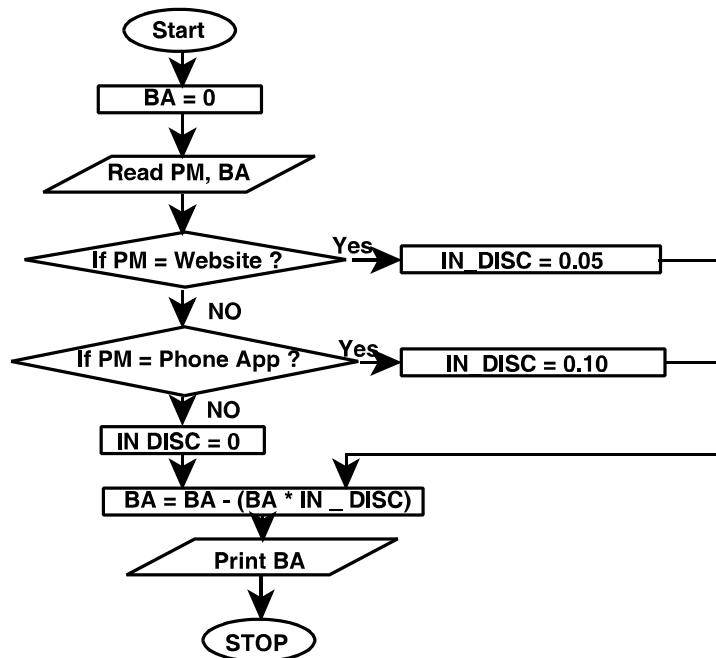 Start
BA = 0
Read PM, BA
If PM = Website ?
Yes
IN_DISC = 0.05
NO
If PM = Phone App ?
Yes
IN_DISC = 0.10
NO
IN DISC = 0
BA = BA - (BA * IN _ DISC)
Print BA
STOP